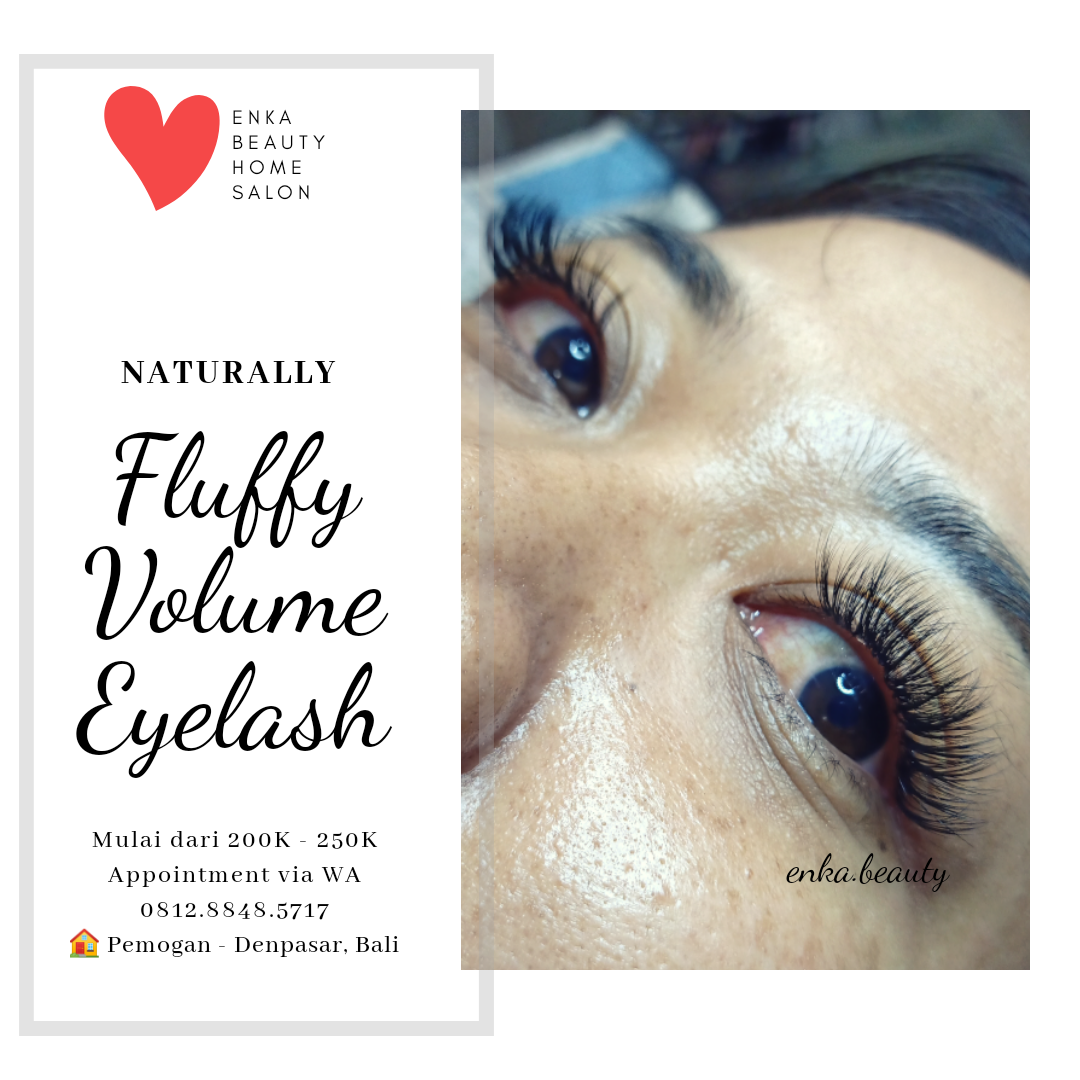 ENKA
BEAUTY
HOME
SALON
NATURALLY
Fluffy
Volume
Eyelash
Mulai dari 200K - 250K
Appointment via WA
0812.8848.5717
Pemogan - Denpasar, Bali
enka.beauty